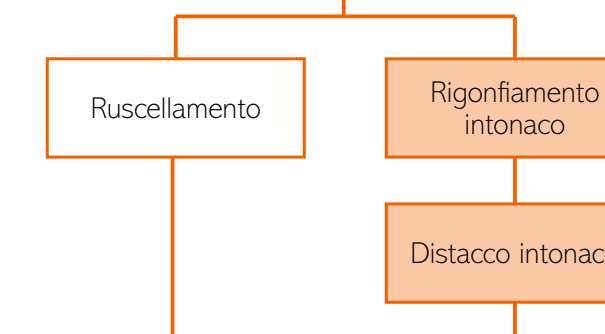 Ruscellamento
Rigonfiamento
intonaco
Distacco intonac